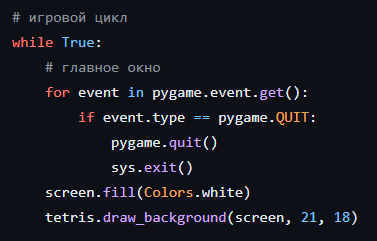 # игровой цикл
while True:
    # главное окно
    for event in pygame.event.get():
        if event.type == pygame.QUIT:
            pygame.quit()
            sys.exit()
    screen.fill(Colors.white)
    tetris.draw_background(screen, 21, 18)